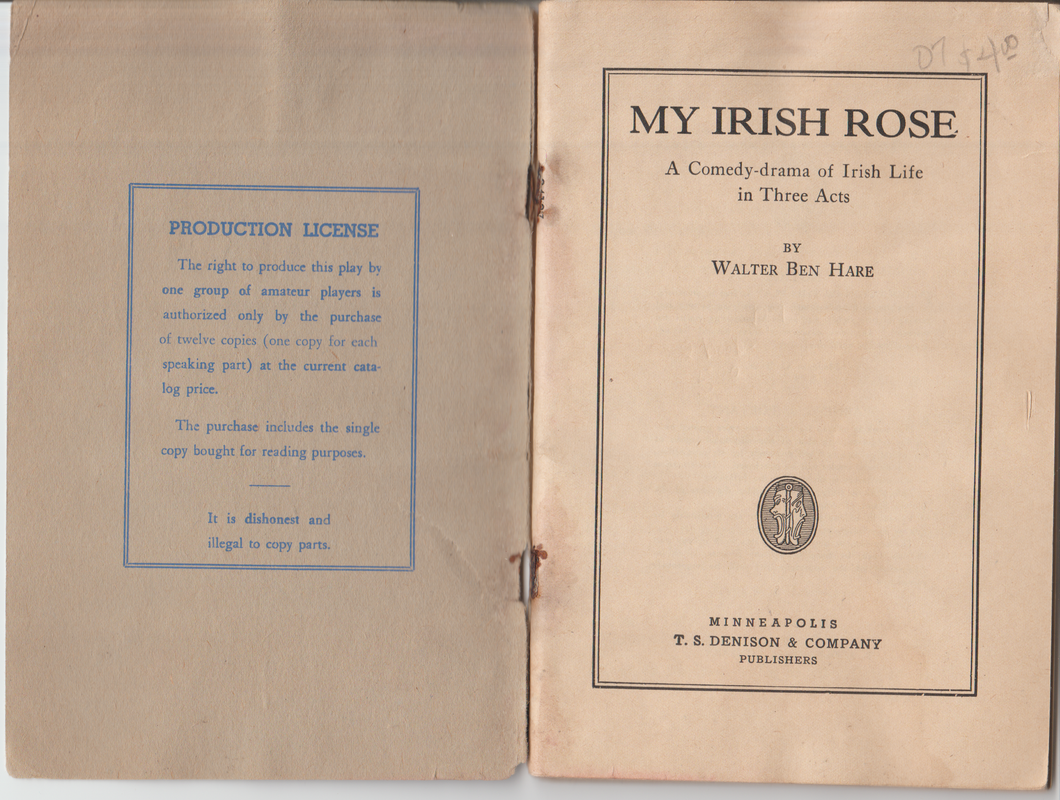 PRODUCTION LICENSE
The right to produce this play by
one group of amateur players is
authorized only by the purchase
of twelve copies (one copy for each
speaking part) at the current cata-
log price.
The purchase includes the single
copy bought for reading purposes.
It is dishonest and
illegal to copy parts.
$4.00
MY IRISH ROSE
A Comedy-drama of Irish Life
in Three Acts
BY
WALTER BEN HARE
MINNEAPOLIS
T. S. DENISON & COMPANY
PUBLISHERS